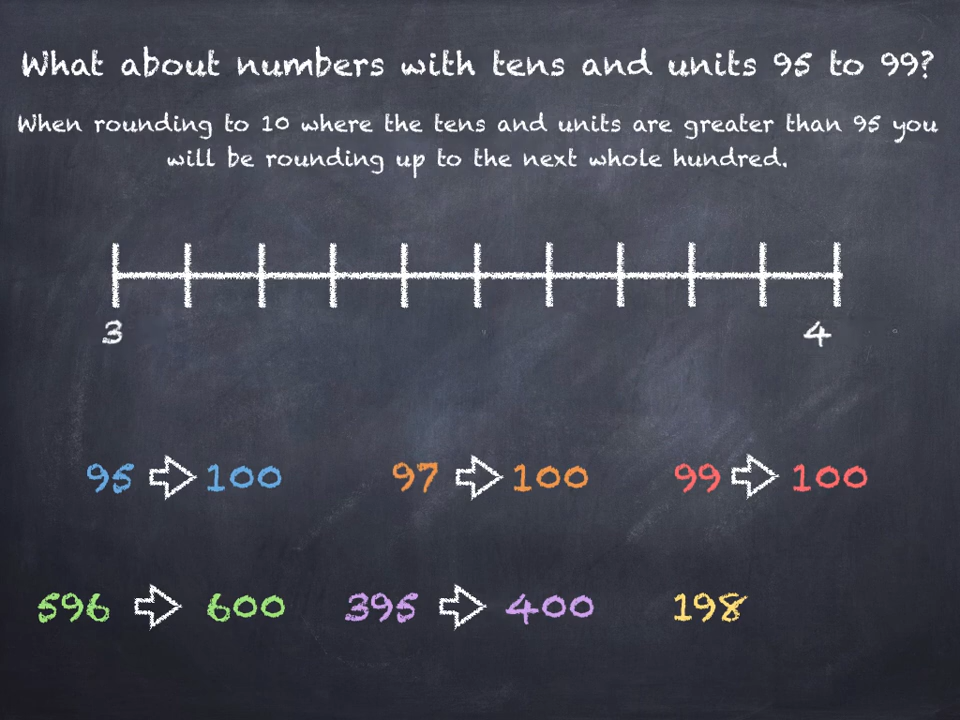 What about numbers with tens and units 95 to 99?
When rounding to 10 where the tens and units are greater than 95 you
will be rounding up to the next whole hundred.
3 4
95 100 97 100 99 100
596 600 395 400 198